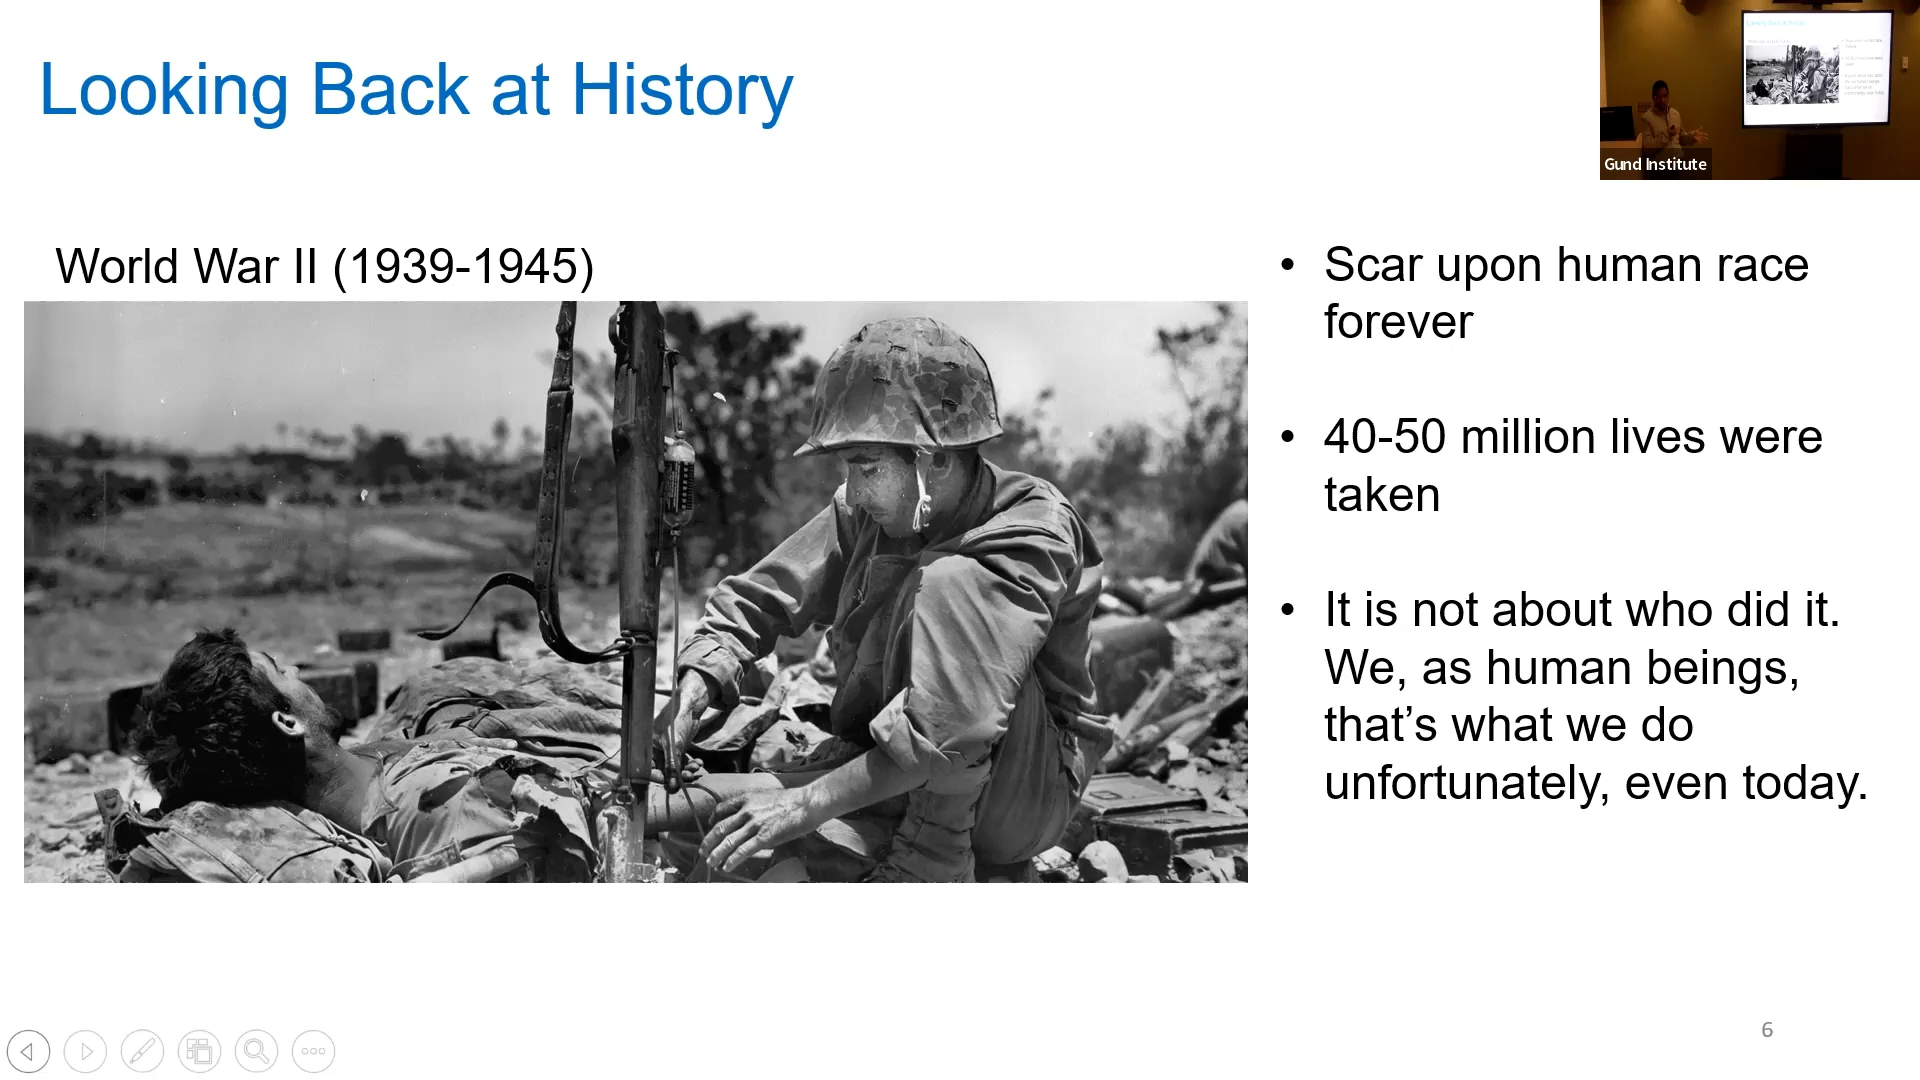 Looking Back at History
Gund Institute
World War II (1939-1945)
• Scar upon human race
forever
• 40-50 million lives were
taken
• It is not about who did it.
We, as human beings,
that’s what we do
unfortunately, even today.
6